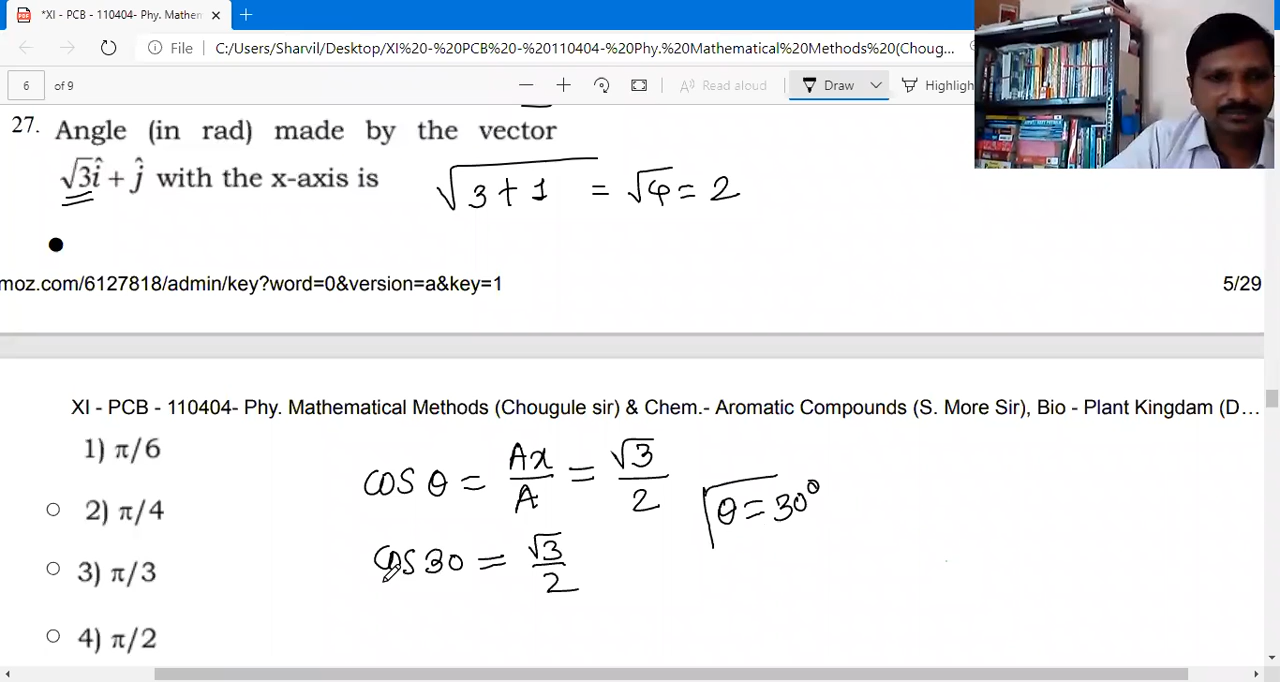 *XI - PCB - 110404- Phy. Mathem
File C:/Users/Sharvil/Desktop/XI%20-%20PCB%20-%20110404-%20Phy.%20Mathematical%20Methods%20(Choug...
6 of 9 Read aloud Draw Highligh
27. Angle (in rad) made by the vector
√3î + ĵ with the x-axis is
√3+1 = √4 = 2
moz.com/6127818/admin/key?word=0&version=a&key=1 5/29
XI - PCB - 110404- Phy. Mathematical Methods (Chougule sir) & Chem.- Aromatic Compounds (S. More Sir), Bio - Plant Kingdam (D…
1) π/6
2) π/4
3) π/3
4) π/2
cos θ = Ax/A = √3/2
θ = 30°
cos 30 = √3/2